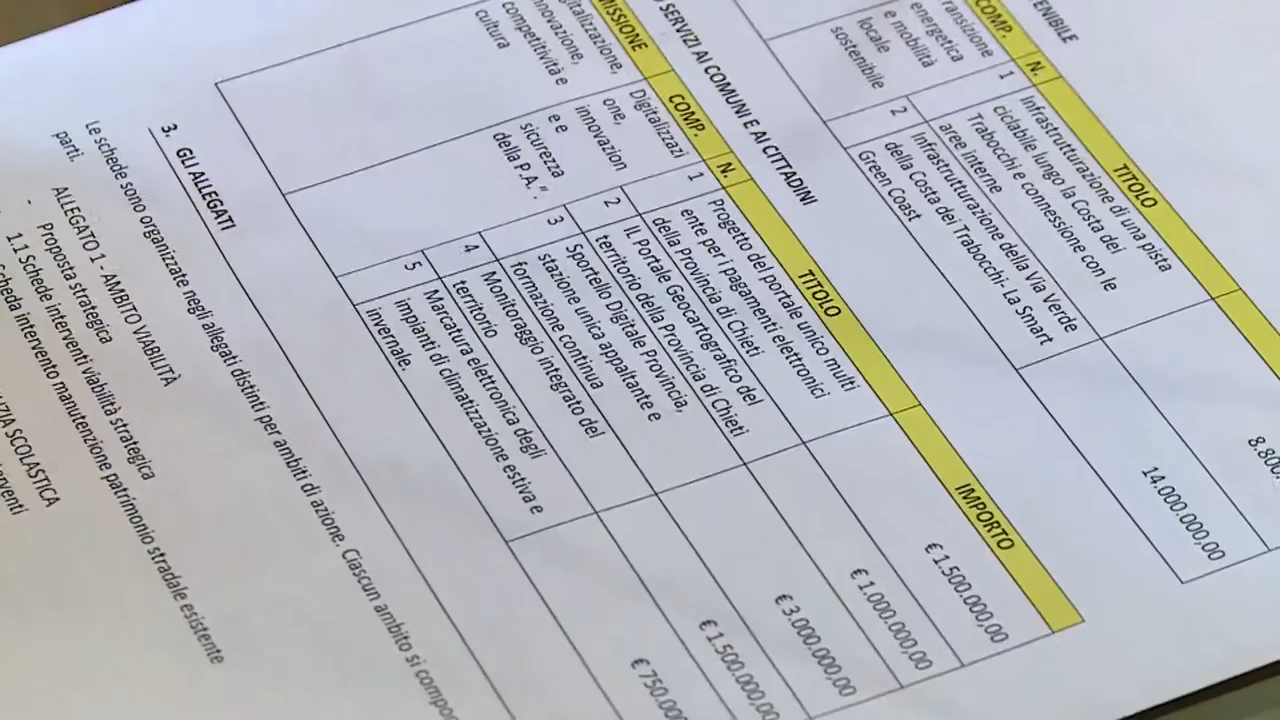 ENIBILE
COMP.
N.
TITOLO
energetica
e mobilità
locale
sostenibile
1
Infrastrutturazione di una pista
ciclabile lungo la Costa dei
Trabocchi e connessione con le
aree interne
8.800.
2
Infrastrutturazione della Via Verde
della Costa dei Trabocchi- La Smart
Green Coast
14.000.000,00
SERVIZI AI COMUNI E AI CITTADINI
MISSIONE
COMP.
N.
TITOLO
IMPORTO
competitività e
cultura
Digitalizzazi
one,
innovazion
e e
sicurezza
della P.A.".
1
Progetto del portale unico multi
ente per i pagamenti elettronici
della Provincia di Chieti
€ 1.500.000,00
2
IL Portale Geocartografico del
territorio della Provincia di Chieti
€ 1.000.000,00
3
Sportello Digitale Provincia,
stazione unica appaltante e
formazione continua
€ 3.000.000,00
4
Monitoraggio integrato del
territorio
€ 1.500.000,00
5
Marcatura elettronica degli
impianti di climatizzazione estiva e
invernale.
€ 750.000
3. GLI ALLEGATI
Le schede sono organizzate negli allegati distinti per ambiti di azione. Ciascun ambito si compo
parti.
ALLEGATO 1 - AMBITO VIABILITÀ
- Proposta strategica
1.1 Schede interventi viabilità strategica
Scheda intervento manutenzione patrimonio stradale esistente
SCOLASTICA